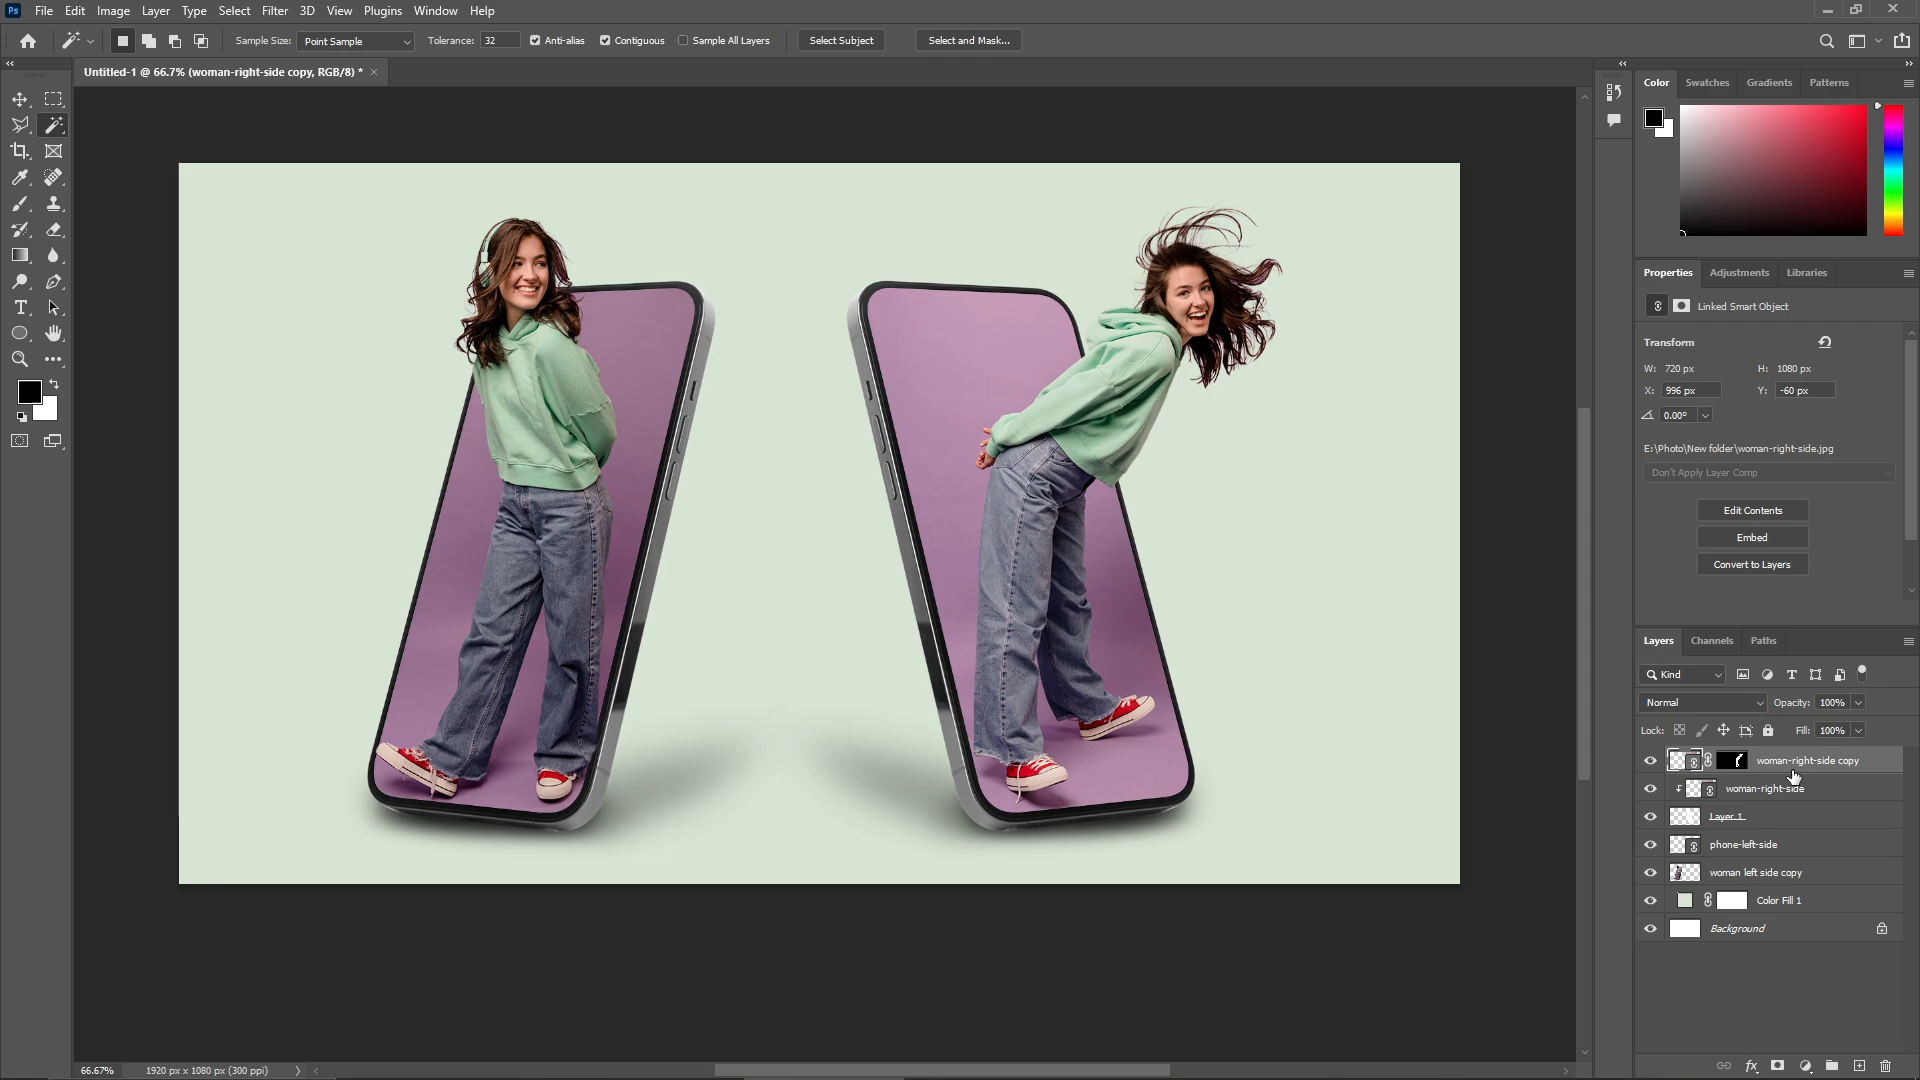 Ps File Edit Image Layer Type Select Filter 3D View Plugins Window Help
Sample Size: Point Sample Tolerance: 32 Anti-alias Contiguous Sample All Layers Select Subject Select and Mask...
Untitled-1 @ 66.7% (woman-right-side copy, RGB/8) *
Color Swatches Gradients Patterns
Properties Adjustments Libraries
Linked Smart Object
Transform
W: 720 px H: 1080 px
X: 996 px Y: -60 px
0.00°
E:\Photo\New folder\woman-right-side.jpg
Don't Apply Layer Comp
Edit Contents
Embed
Convert to Layers
Layers Channels Paths
Kind
Normal Opacity: 100%
Lock: Fill: 100%
woman-right-side copy
woman-right-side
Layer 1
phone-left-side
woman left side copy
Color Fill 1
Background
66.67% 1920 px x 1080 px (300 ppi)